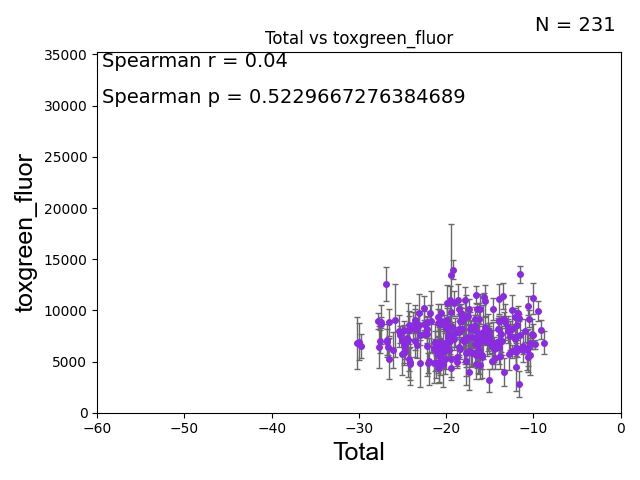 N = 231
Total vs toxgreen_fluor
Spearman r = 0.04
Spearman p = 0.5229667276384689
35000
30000
25000
20000
15000
10000
5000
0
toxgreen_fluor
−60 −50 −40 −30 −20 −10 0
Total